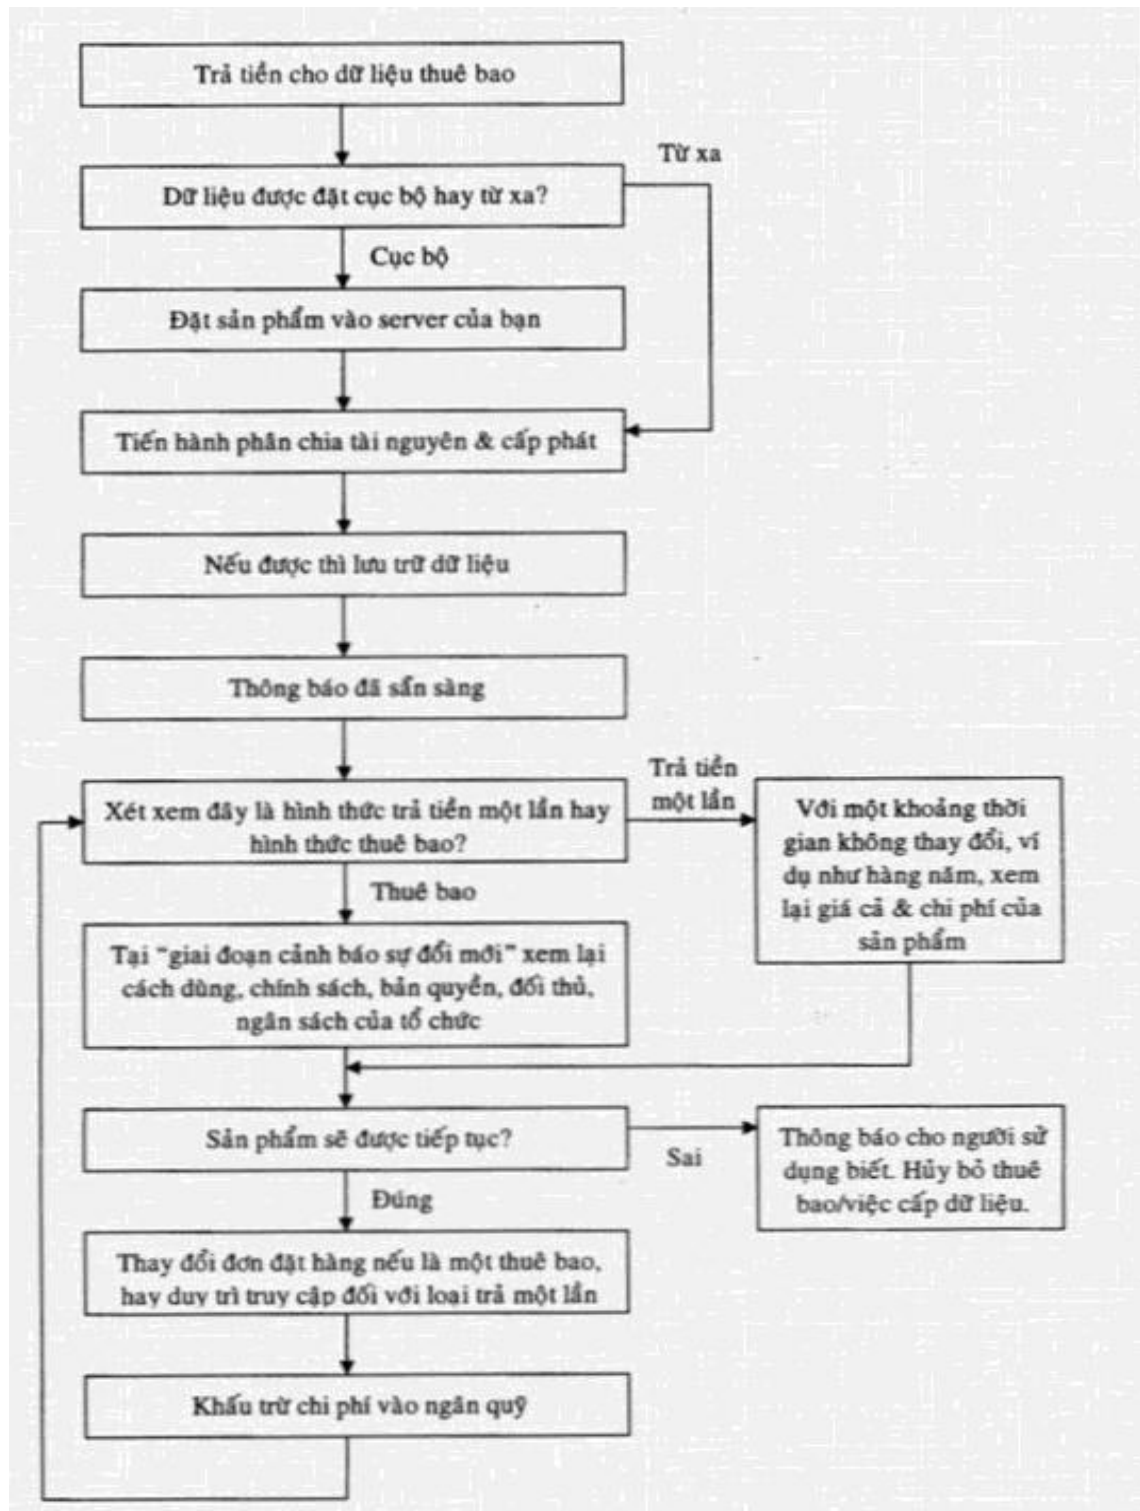 Trả tiền cho dữ liệu thuê bao
Từ xa
Dữ liệu được đặt cục bộ hay từ xa?
Cục bộ
Đặt sản phẩm vào server của bạn
Tiến hành phân chia tài nguyên & cấp phát
Nếu được thì lưu trữ dữ liệu
Thông báo đã sẩn sàng
Xét xem đây là hình thức trả tiền một lần hay
hình thức thuê bao?
Trả tiền
một lần
Với một khoảng thời
gian không thay đổi, ví
dụ như hàng năm, xem
lại giá cả & chi phí của
sản phẩm
Thuê bao
Tại "giai đoạn cảnh báo sự đổi mới" xem lại
cách dùng, chính sách, bản quyền, đối thủ,
ngân sách của tổ chức
Sản phẩm sẽ được tiếp tục?
Sai
Thông báo cho người sử
dụng biết. Hủy bỏ thuê
bao/việc cấp dữ liệu.
Đúng
Thay đổi đơn đặt hàng nếu là một thuê bao,
hay duy trì truy cập đối với loại trả một lần
Khấu trừ chi phí vào ngân quỹ